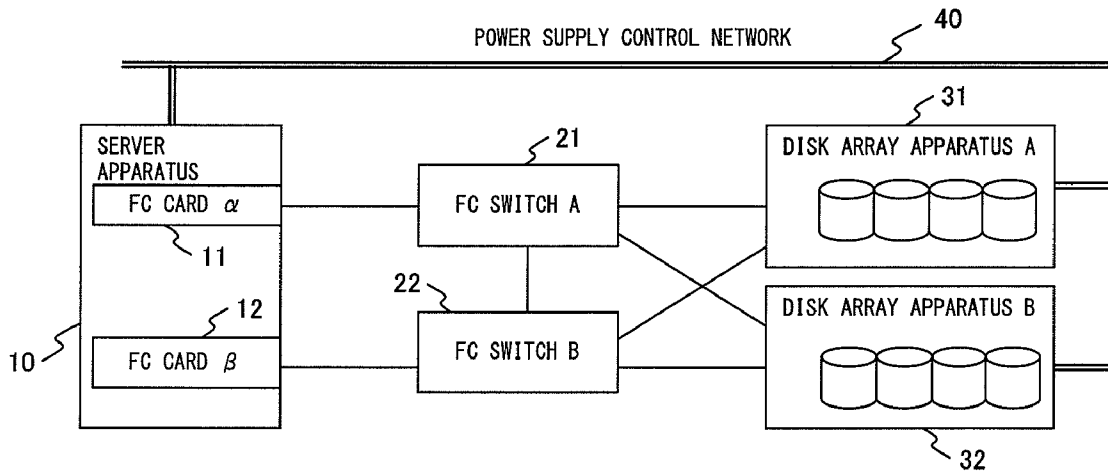 POWER SUPPLY CONTROL NETWORK
40
31
SERVER
APPARATUS
21
DISK ARRAY APPARATUS A
FC CARD α
FC SWITCH A
11
22
12
DISK ARRAY APPARATUS B
10
FC CARD β
FC SWITCH B
32